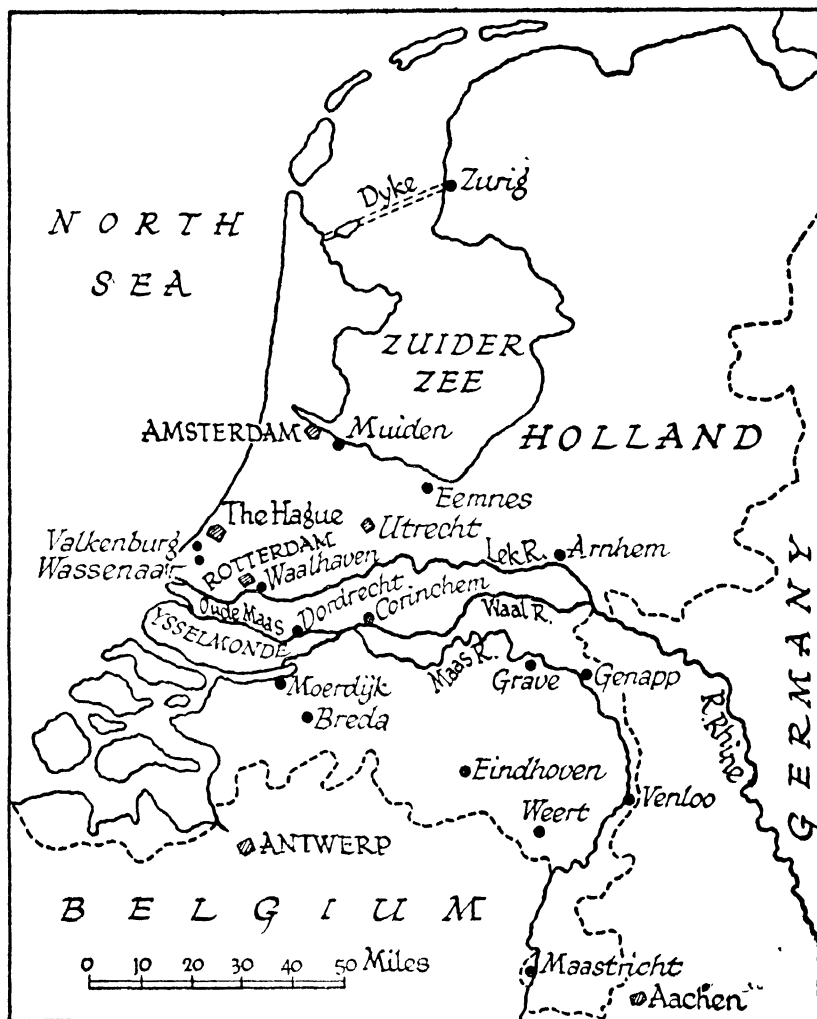 Dyke
Zurig
NORTH
SEA
ZUIDER
ZEE
AMSTERDAM
Muiden
HOLLAND
Eemnes
The Hague
Utrecht
Valkenburg
Wassenaar
ROTTERDAM
Waalhaven
Lek R.
Arnhem
Oude Maas
Dordrecht
Corinchem
Waal R.
YSSELMONDE
Maas R.
Grave
Genapp
Moerdijk
Breda
R. Rhine
GERMANY
Eindhoven
Weert
Venloo
ANTWERP
BELGIUM
0 10 20 30 40 50 Miles
Maastricht
Aachen